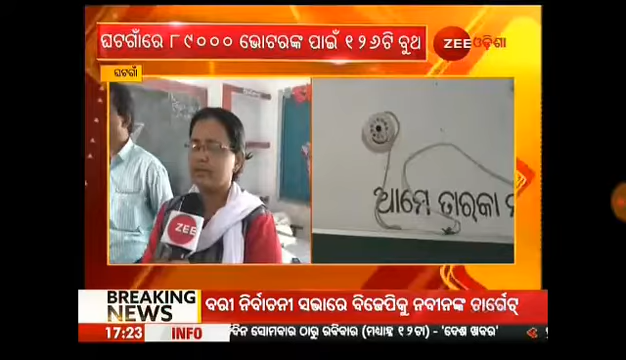 ଘଟଗାଁରେ ୮୯୦୦୦ ଭୋଟରଙ୍କ ପାଇଁ ୧୨୬ଟି ବୁଥ
ZEE ଓଡ଼ିଶା
ଘଟଗାଁ
ZEE
ଆମେ ତାରକା
BREAKING NEWS
ବରୀ ନିର୍ବାଚନୀ ସଭାରେ ବିଜେପିକୁ ନବୀନଙ୍କ ଟାର୍ଗେଟ୍
17:23 INFO ଦିନ ସୋମବାର ଠାରୁ ରବିବାର (ମଧ୍ୟାହ୍ନ ୧୨ଟା) - 'ଦେଶ ଖବର'